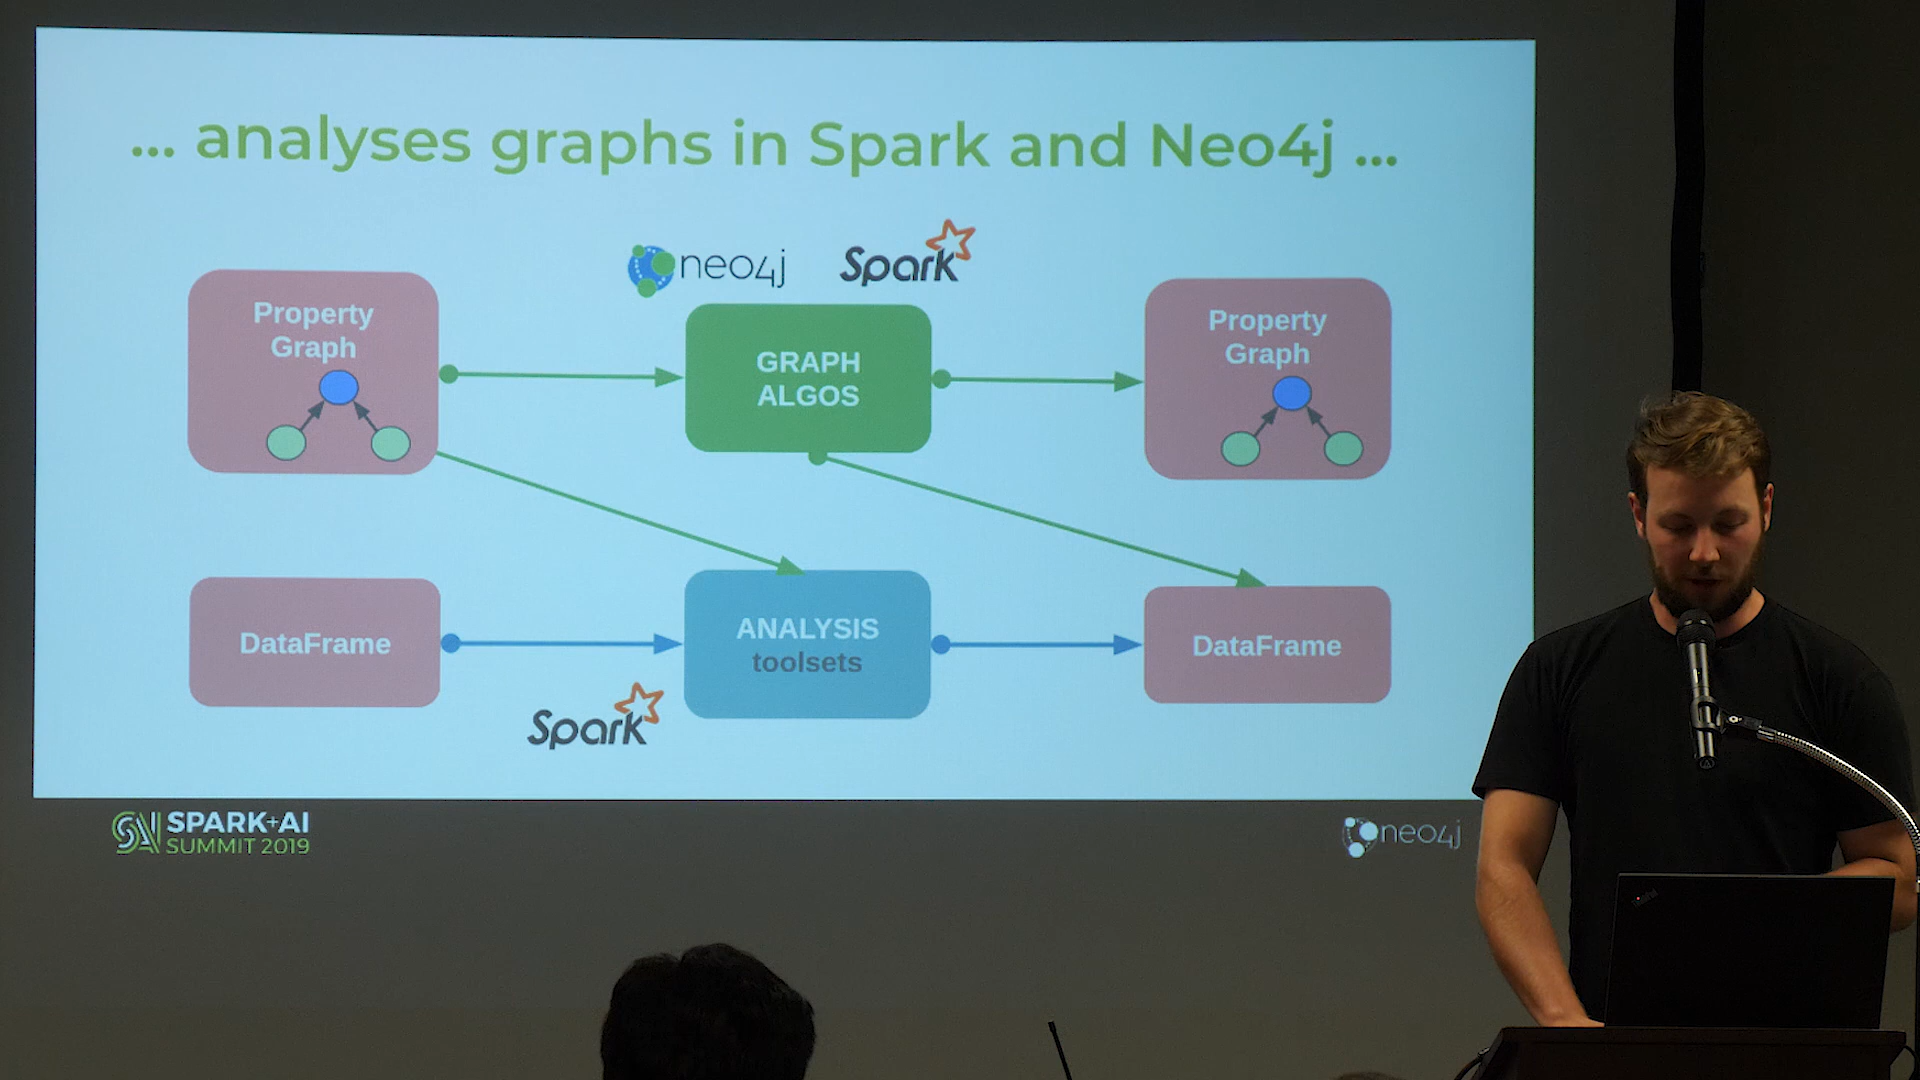 ... analyses graphs in Spark and Neo4j ...
neo4j
Spark
Property
Graph
GRAPH
ALGOS
Property
Graph
DataFrame
ANALYSIS
toolsets
DataFrame
Spark
SPARK+AI
SUMMIT 2019
neo4j